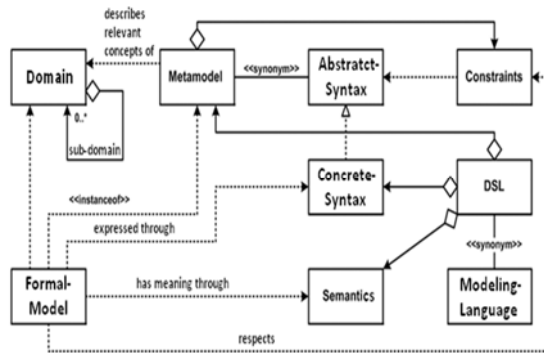 describes
relevant
concepts of
Domain
Metamodel
<<synonym>>
Abstratct-
Syntax
Constraints
0..*
sub-domain
<<instanceof>>
Concrete-
Syntax
DSL
expressed through
<<synonym>>
Formal-
Model
has meaning through
Semantics
Modeling-
Language
respects